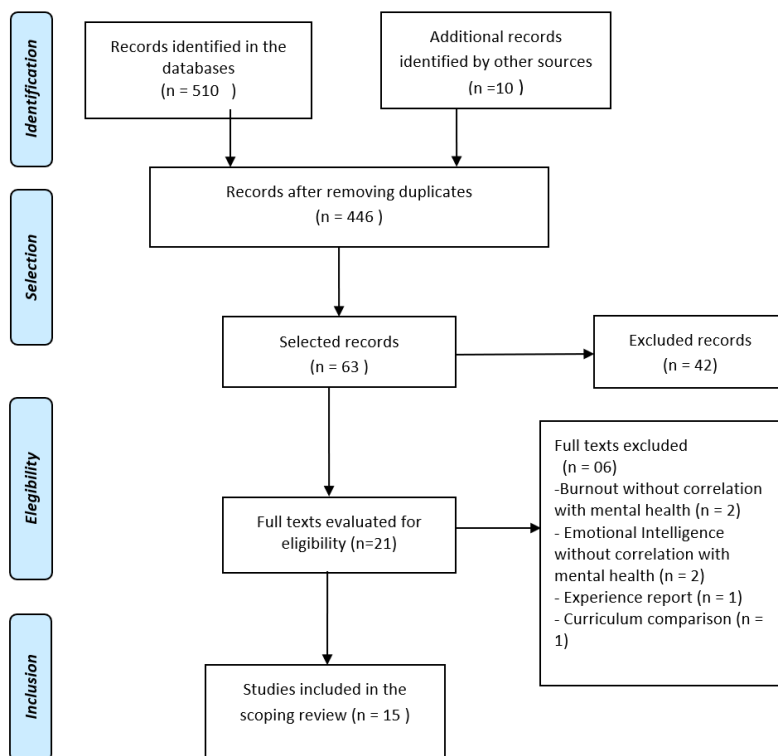 Identification
Records identified in the
databases
(n = 510 )
Additional records
identified by other sources
(n =10 )
Records after removing duplicates
(n = 446 )
Selection
Selected records
(n = 63 )
Excluded records
(n = 42)
Elegibility
Full texts evaluated for
eligibility (n=21)
Full texts excluded
(n = 06)
-Burnout without correlation
with mental health (n = 2)
- Emotional Intelligence
without correlation with
mental health (n = 2)
- Experience report (n = 1)
- Curriculum comparison (n =
1)
Inclusion
Studies included in the
scoping review (n = 15 )